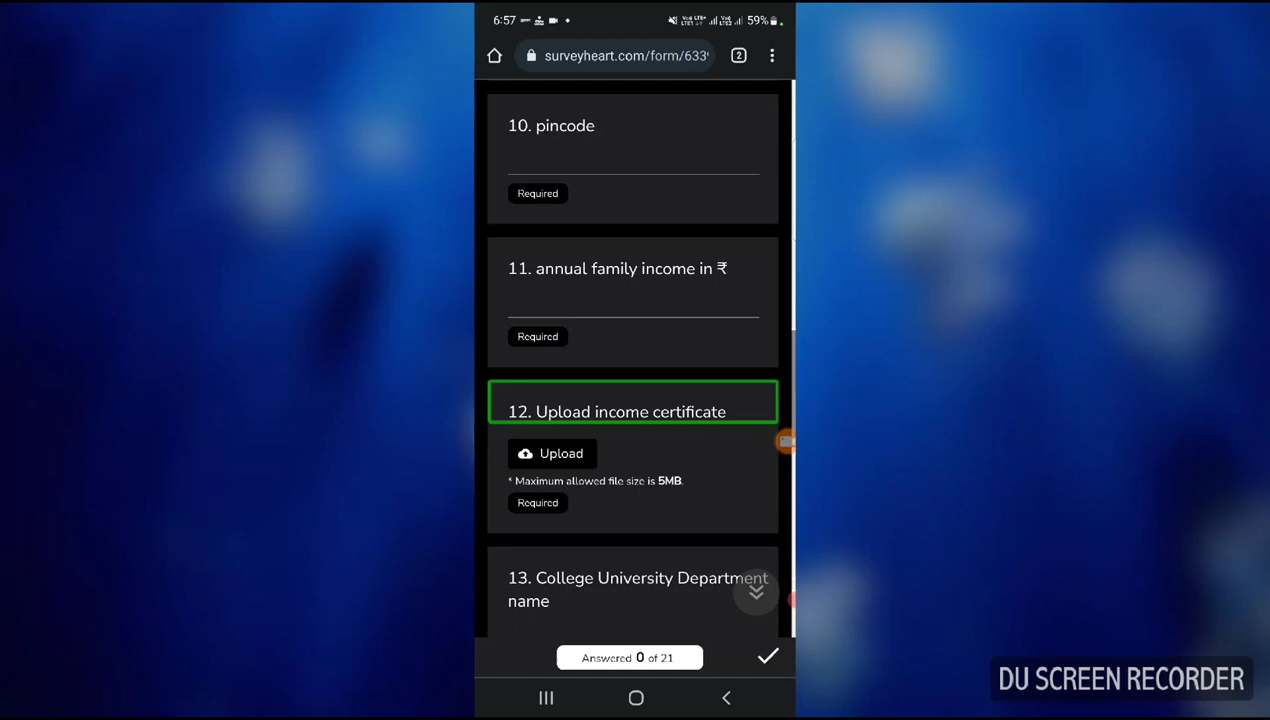 6:57
59%
surveyheart.com/form/633
2
10. pincode
Required
11. annual family income in ₹
Required
12. Upload income certificate
Upload
* Maximum allowed file size is 5MB.
Required
13. College University Department
name
Answered 0 of 21
DU SCREEN RECORDER